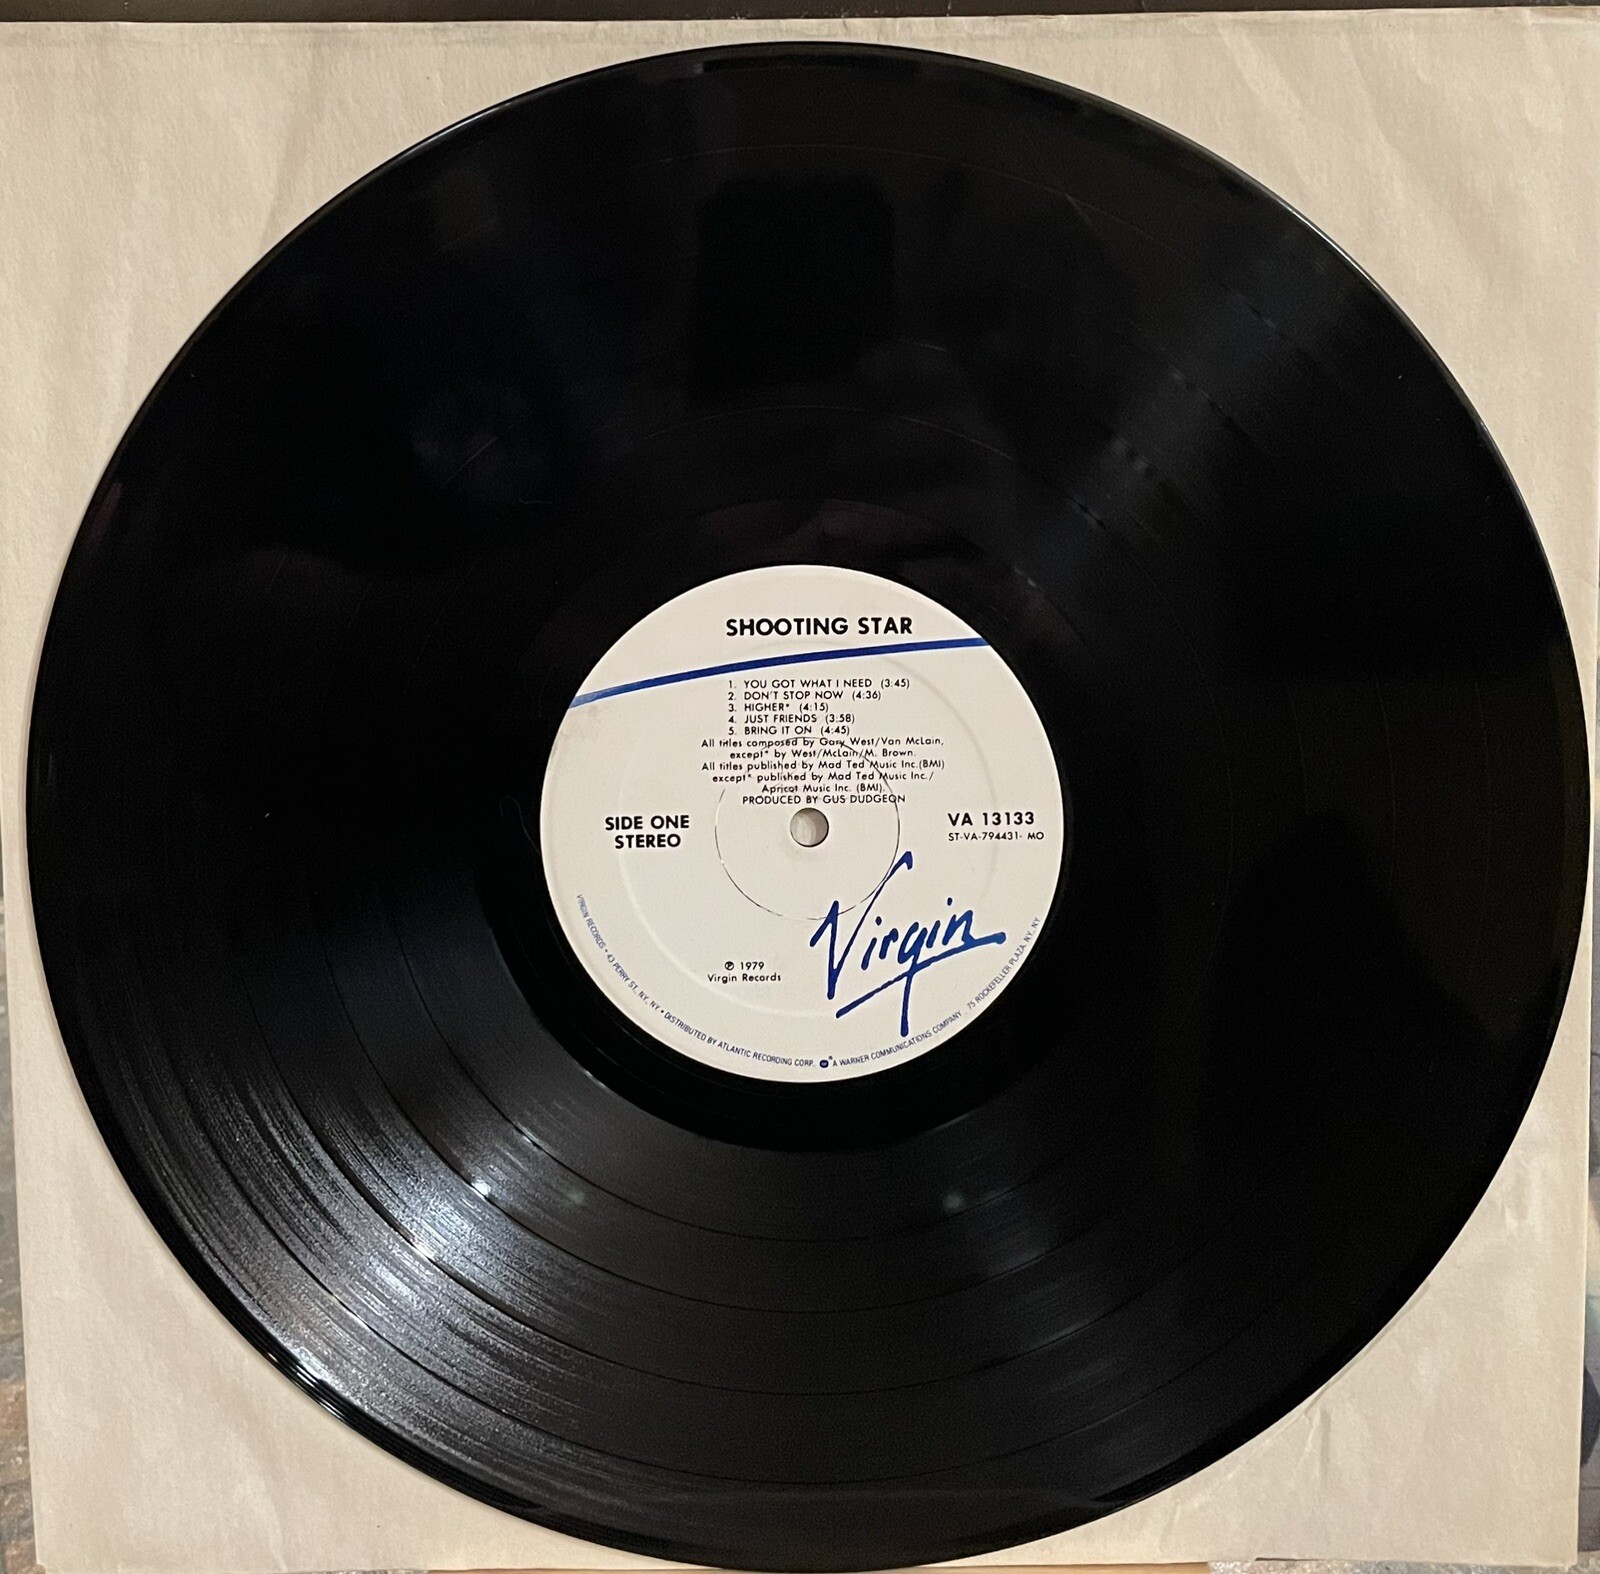 SHOOTING STAR
1. YOU GOT WHAT I NEED (3:45)
2. DON'T STOP NOW (4:36)
3. HIGHER* (4:15)
4. JUST FRIENDS (3:58)
5. BRING IT ON (4:45)
All titles composed by Gary West/Van McLain,
except* by West/McLain/M. Brown.
All titles published by Mad Ted Music Inc.(BMI)
except* published by Mad Ted Music Inc./
Apricot Music Inc. (BMI).
PRODUCED BY GUS DUDGEON
SIDE ONE
STEREO
VA 13133
ST-VA-794431- MO
Virgin
℗ 1979
Virgin Records
VIRGIN RECORDS • 43 PERRY ST., NY., NY. • DISTRIBUTED BY ATLANTIC RECORDING CORP. A WARNER COMMUNICATIONS COMPANY 75 ROCKEFELLER PLAZA, N.Y., NY